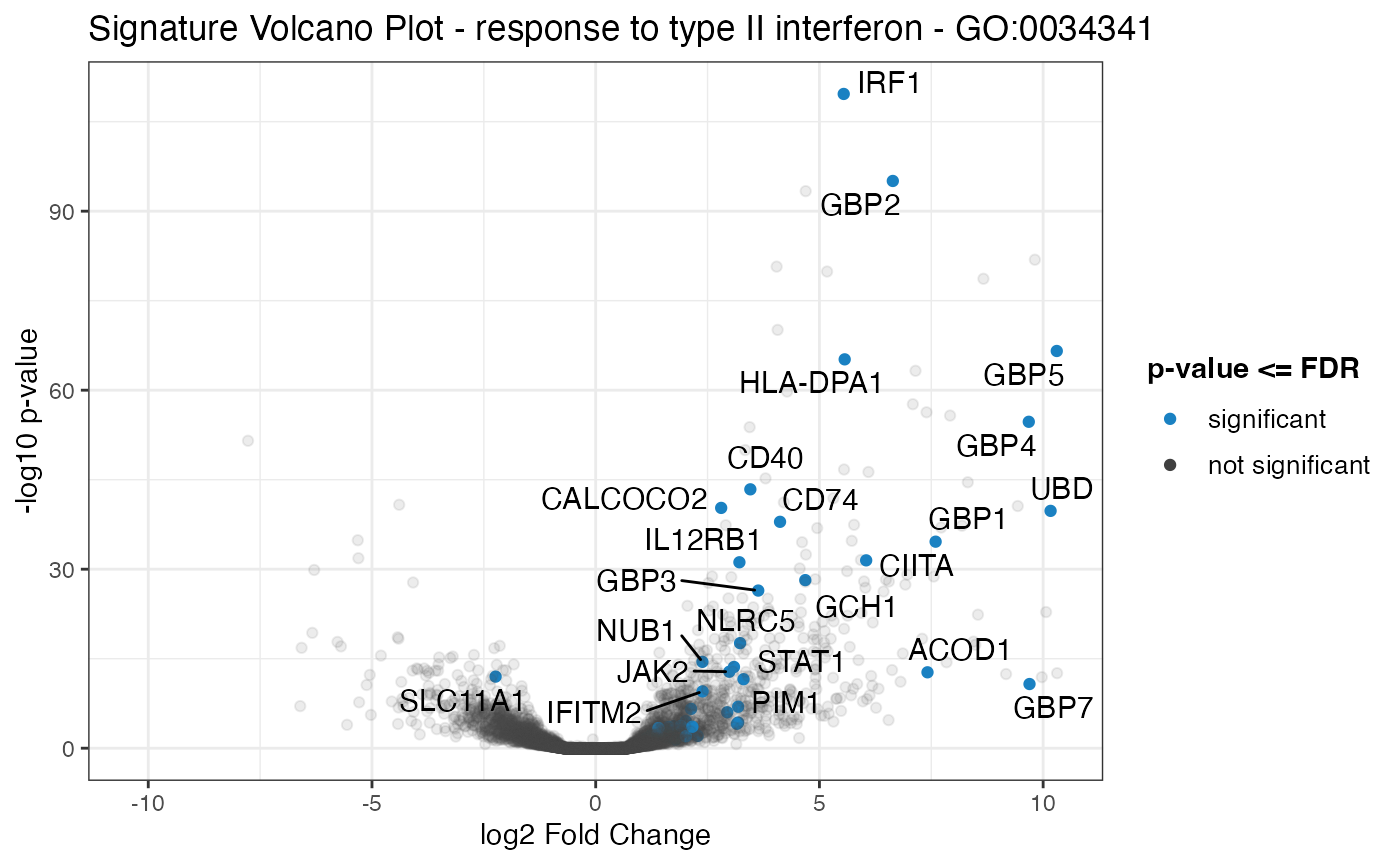 Signature Volcano Plot - response to type II interferon - GO:0034341
IRF1
GBP2
90
HLA-DPA1
GBP5
60
GBP4
CD40
UBD
CALCOCO2
CD74
GBP1
IL12RB1
CIITA
30
GBP3
GCH1
NLRC5
NUB1
ACOD1
STAT1
JAK2
SLC11A1
PIM1
IFITM2
GBP7
0
-10
-5
0
5
10
log2 Fold Change
-log10 p-value
p-value <= FDR
significant
not significant